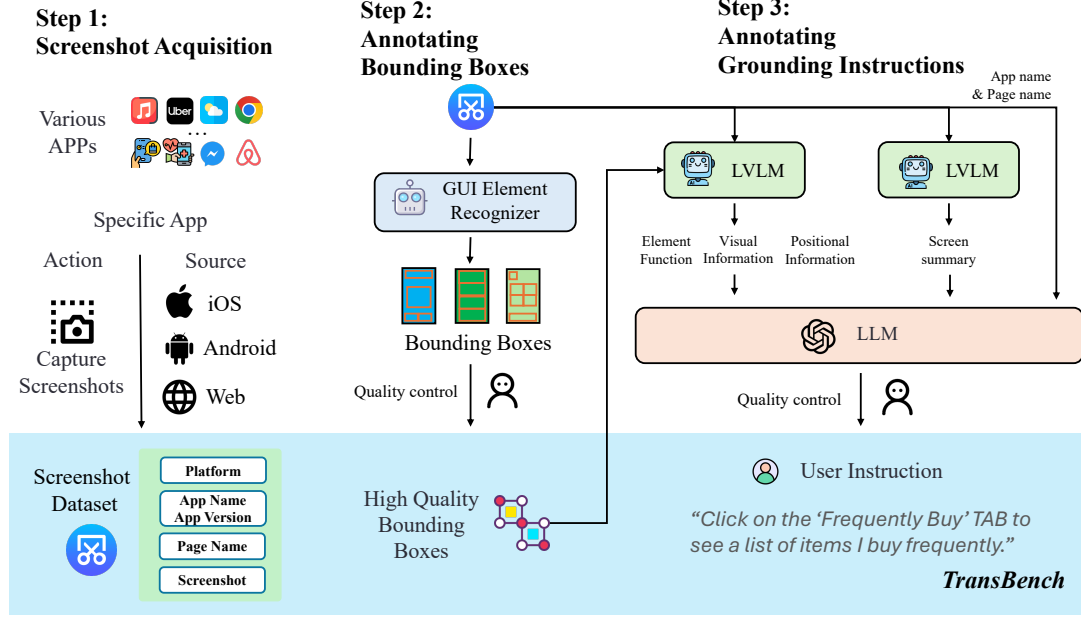 Step 1:
Screenshot Acquisition
Various
APPs
Uber
...
Specific App
Action
Source
iOS
Android
Web
Capture
Screenshots
Screenshot
Dataset
Platform
App Name
App Version
Page Name
Screenshot
Step 2:
Annotating
Bounding Boxes
GUI Element
Recognizer
Bounding Boxes
Quality control
High Quality
Bounding
Boxes
Step 3:
Annotating
Grounding Instructions
App name
& Page name
LVLM
LVLM
Element
Function
Visual
Information
Positional
Information
Screen
summary
LLM
Quality control
User Instruction
“Click on the ‘Frequently Buy’ TAB to
see a list of items I buy frequently.”
TransBench